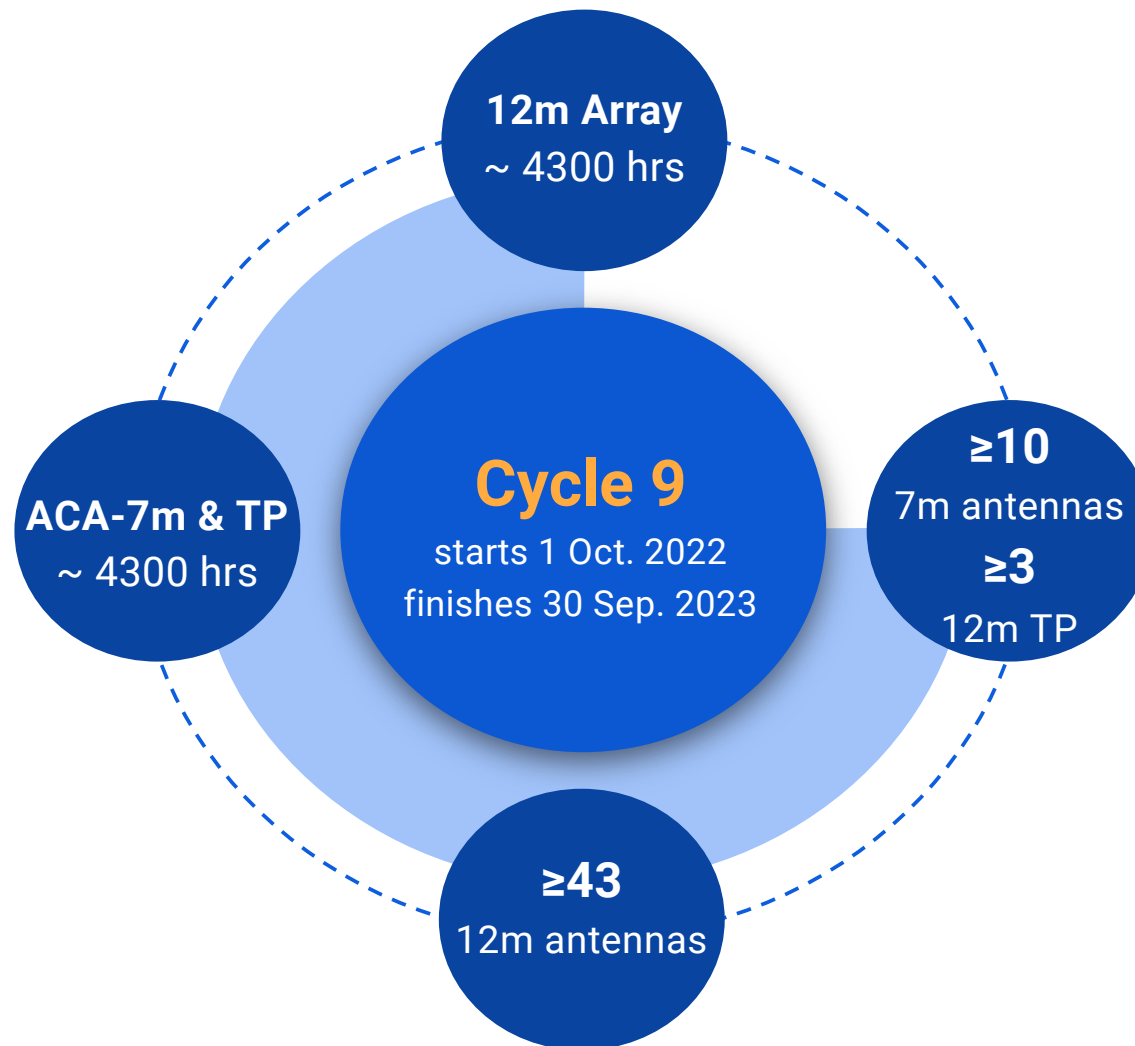 12m Array
~ 4300 hrs
ACA-7m & TP
~ 4300 hrs
Cycle 9
starts 1 Oct. 2022
finishes 30 Sep. 2023
≥10
7m antennas
≥3
12m TP
≥43
12m antennas